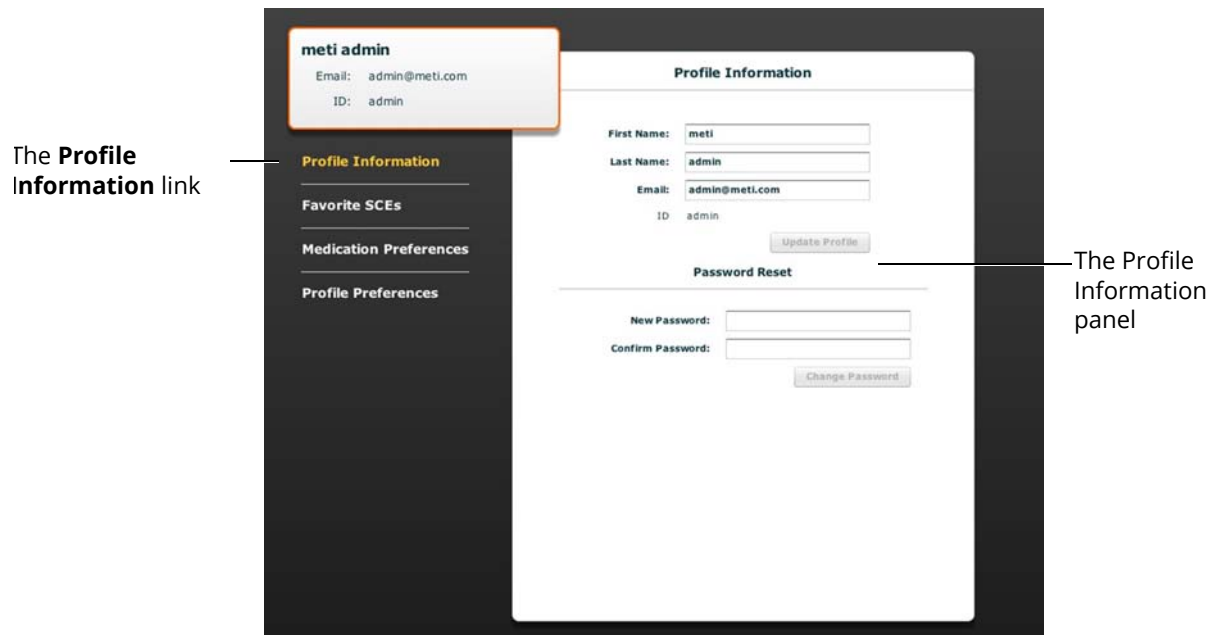 meti admin
Email: admin@meti.com
ID: admin
The Profile
Information link
Profile Information
Favorite SCEs
Medication Preferences
Profile Preferences
Profile Information
First Name: meti
Last Name: admin
Email: admin@meti.com
ID admin
Update Profile
Password Reset
New Password:
Confirm Password:
Change Password
The Profile
Information
panel